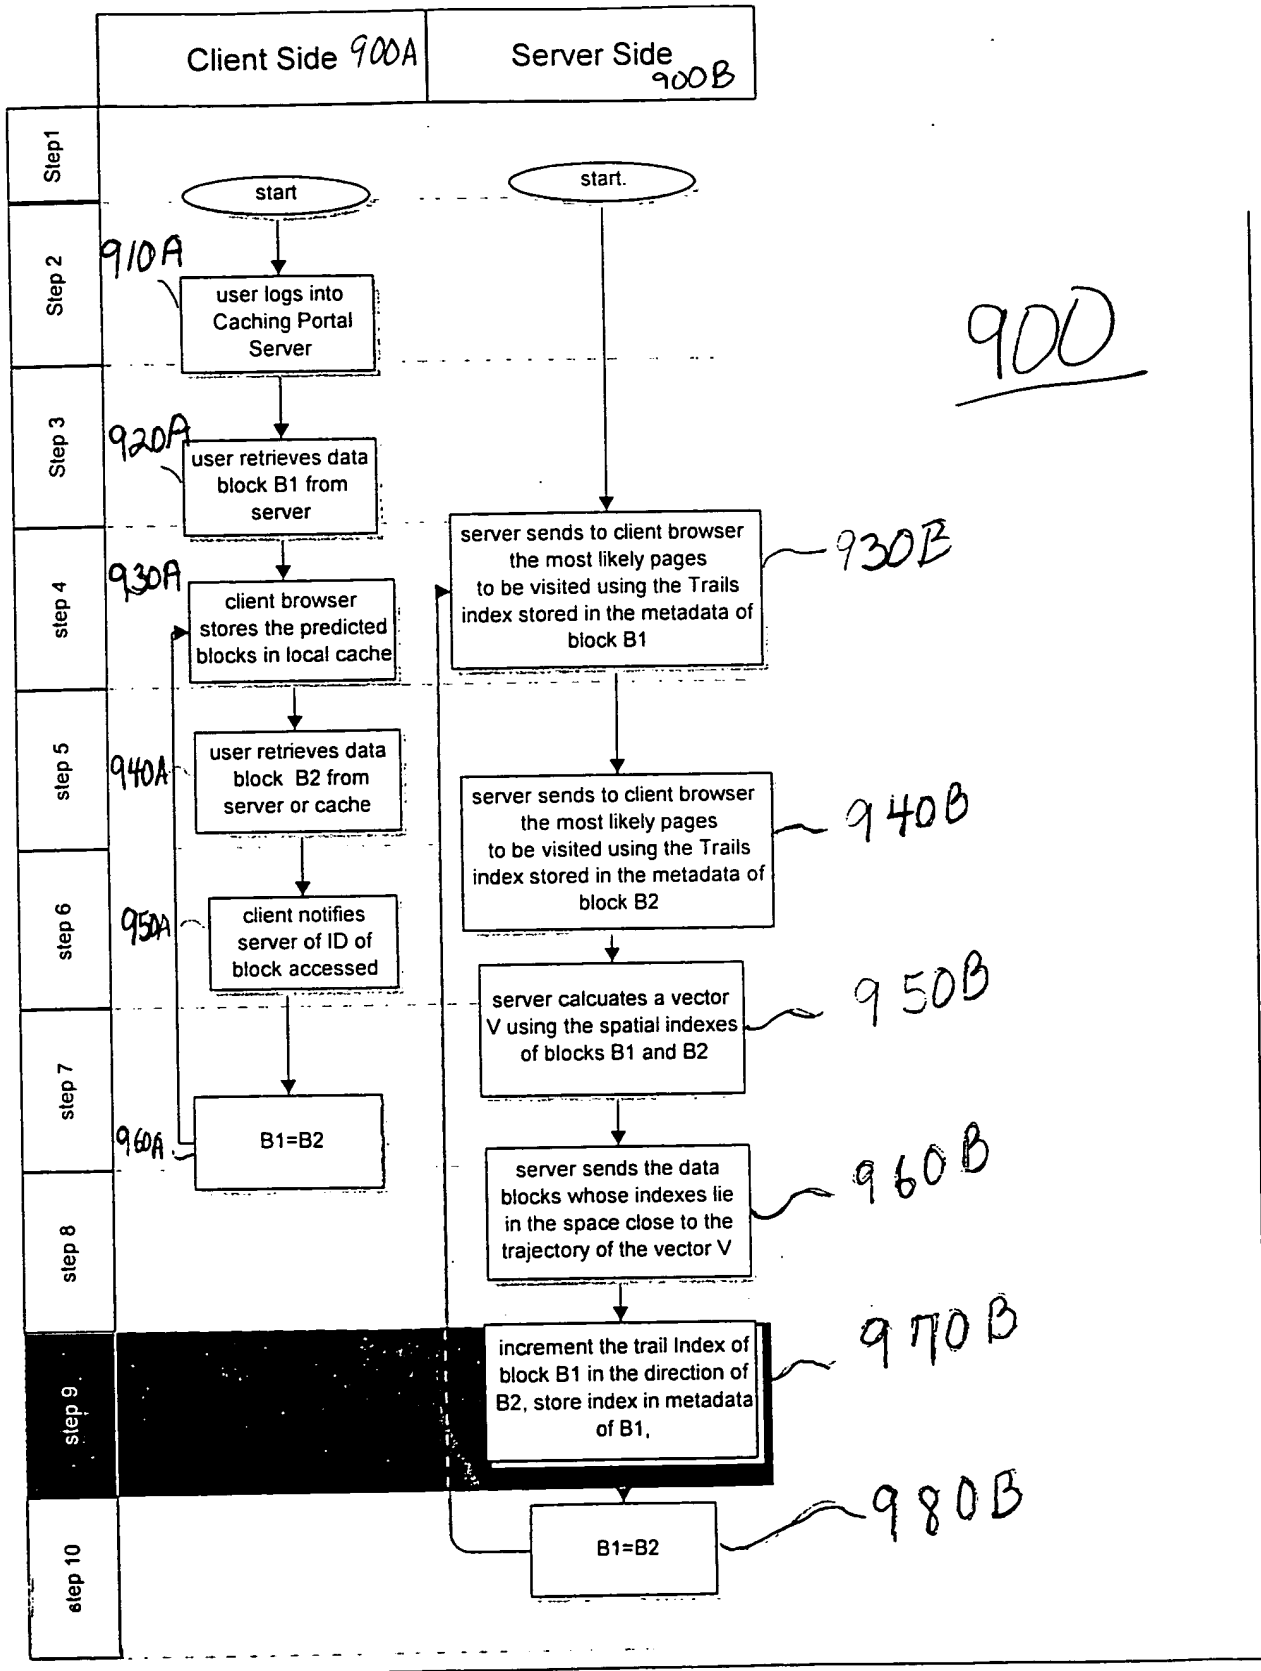 Client Side 900A
Server Side
900B
Step1
start
start.
Step 2
910A
user logs into
Caching Portal
Server
900
Step 3
920A
user retrieves data
block B1 from
server
step 4
930A
client browser
stores the predicted
blocks in local cache
server sends to client browser
the most likely pages
to be visited using the Trails
index stored in the metadata of
block B1
930B
step 5
940A
user retrieves data
block B2 from
server or cache
server sends to client browser
the most likely pages
to be visited using the Trails
index stored in the metadata of
block B2
940B
step 6
950A
client notifies
server of ID of
block accessed
server calcuates a vector
V using the spatial indexes
of blocks B1 and B2
950B
step 7
960A
B1=B2
server sends the data
blocks whose indexes lie
in the space close to the
trajectory of the vector V
960B
step 8
step 9
increment the trail Index of
block B1 in the direction of
B2, store index in metadata
of B1,
970B
step 10
B1=B2
980B